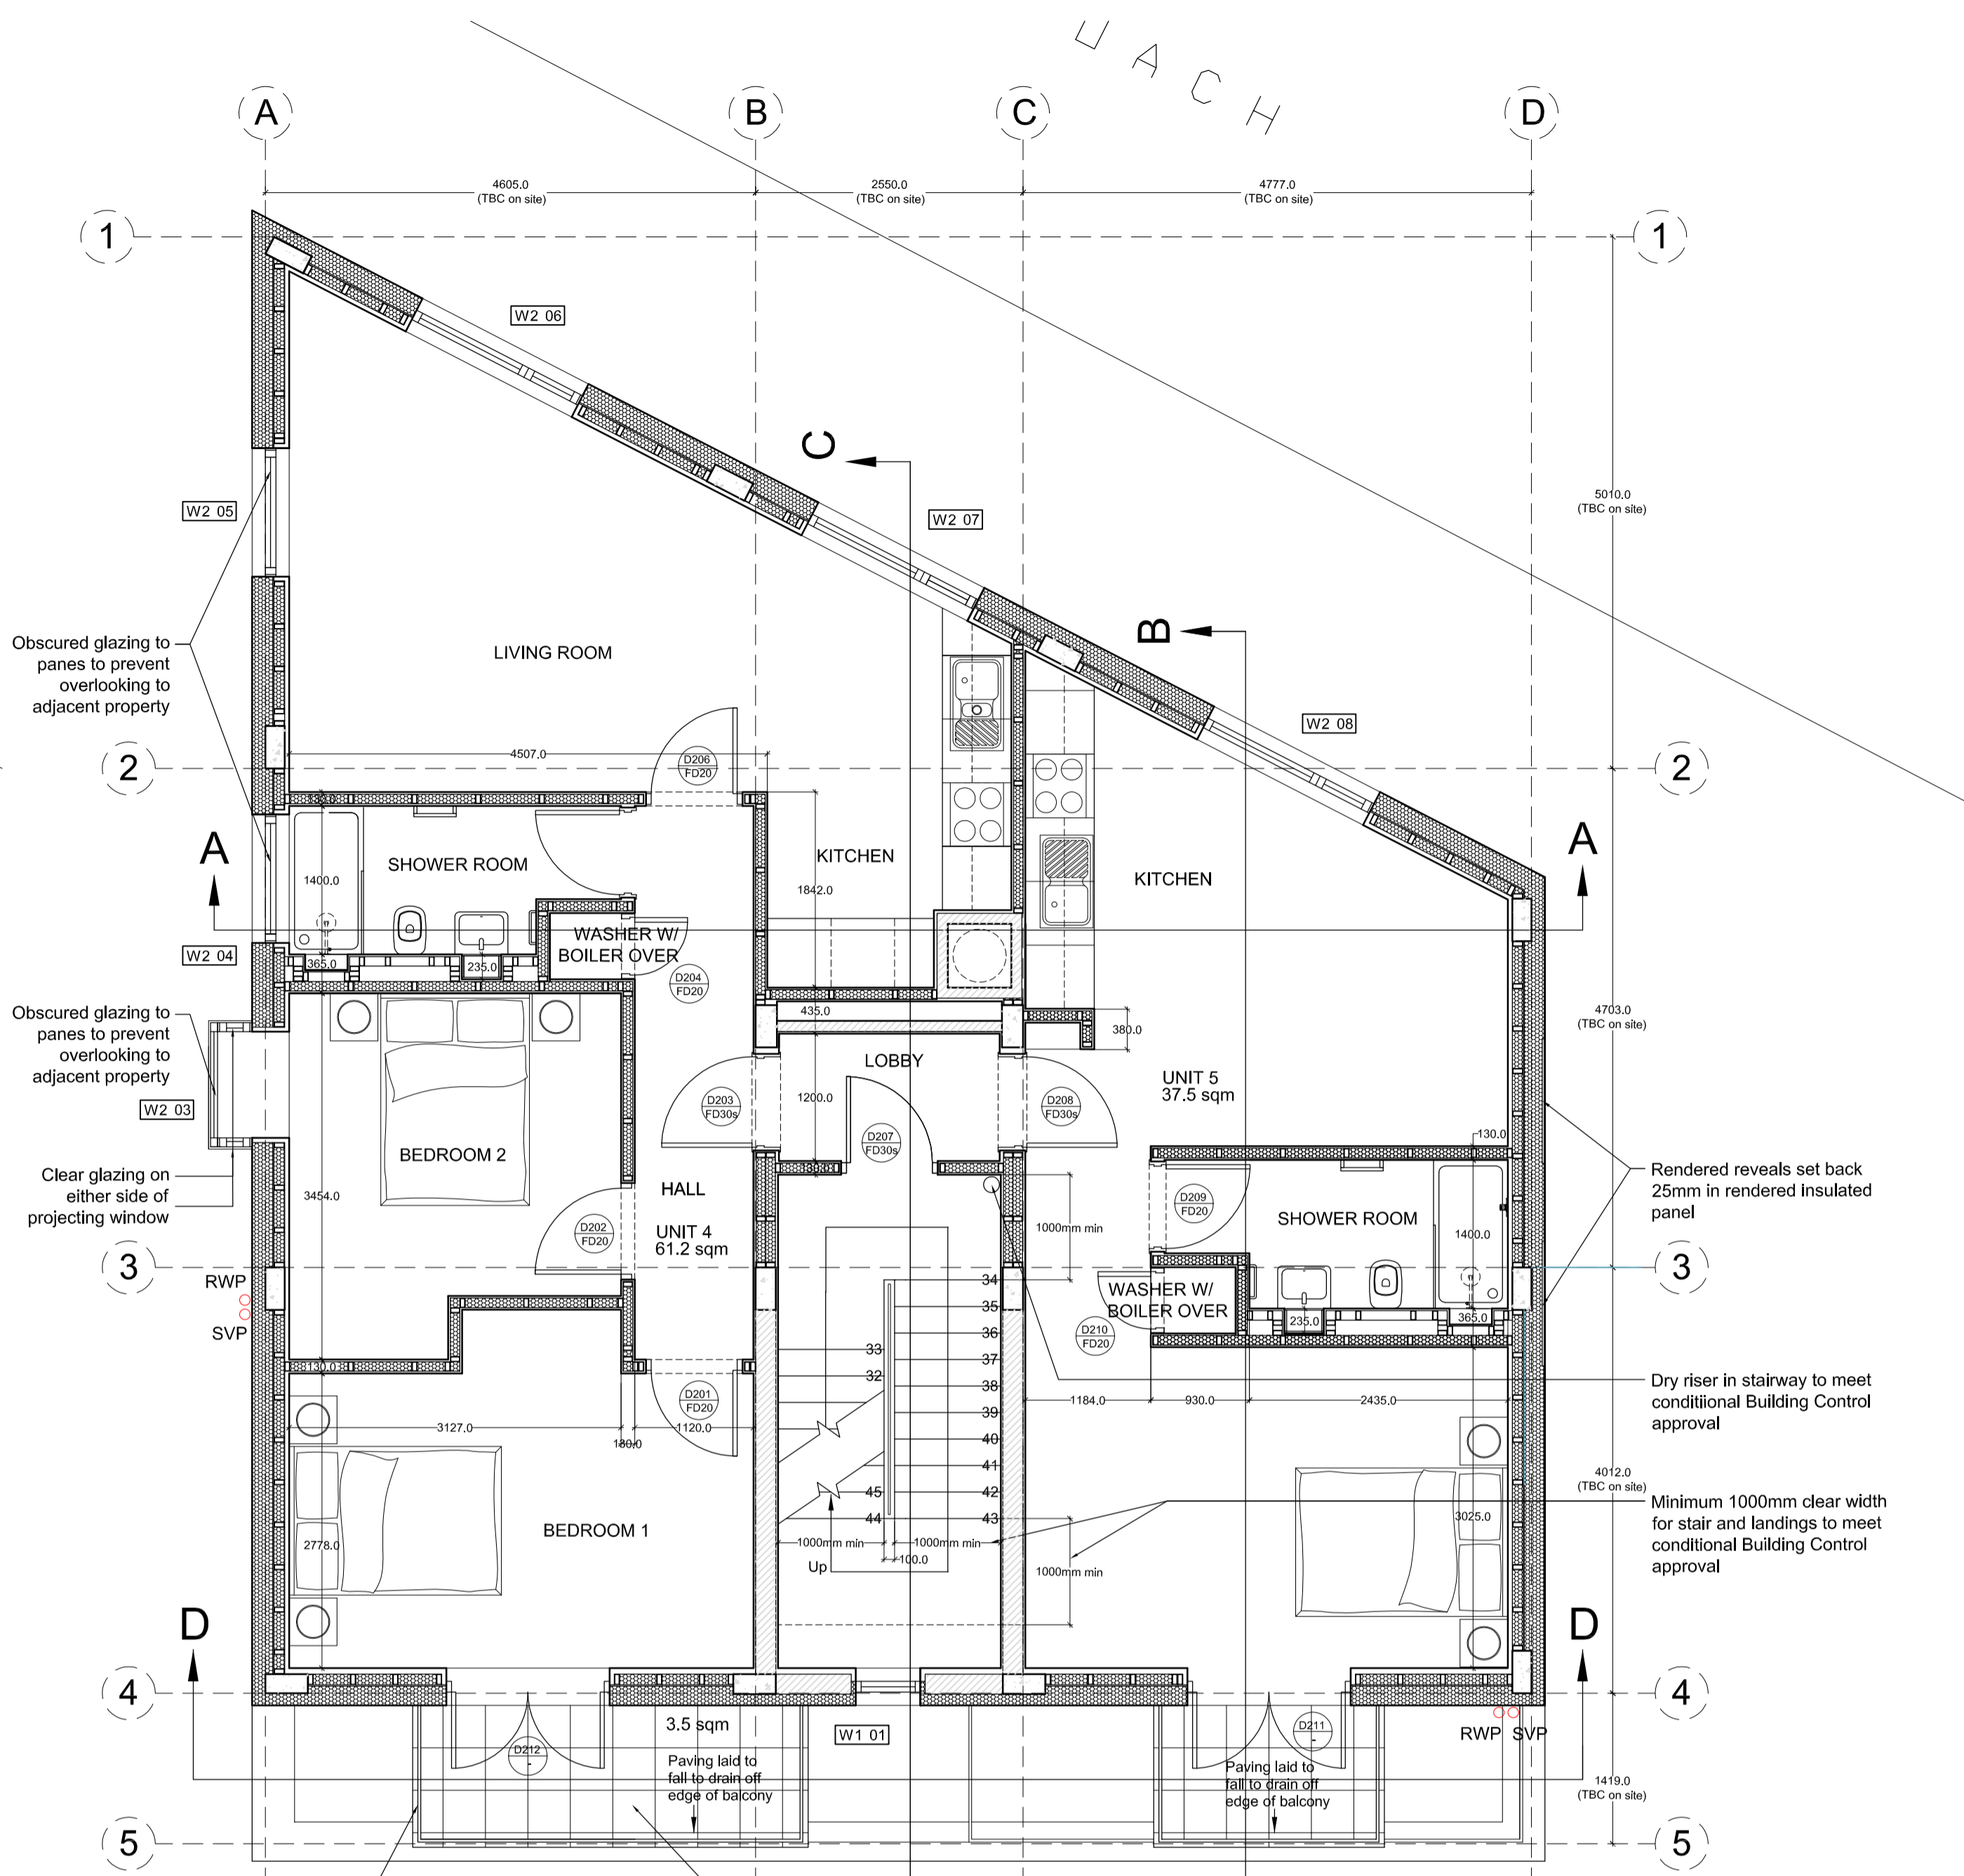 E A C H
A
B
C
D
4605.0
(TBC on site)
2550.0
(TBC on site)
4777.0
(TBC on site)
1
1
W2 06
C
5010.0
(TBC on site)
W2 05
W2 07
Obscured glazing to
panes to prevent
overlooking to
adjacent property
LIVING ROOM
B
W2 08
2
4507.0
D206
FD20
2
130.0
A
SHOWER ROOM
1400.0
KITCHEN
1842.0
KITCHEN
A
W2 04
WASHER W/
BOILER OVER
365.0
235.0
D204
FD20
Obscured glazing to
panes to prevent
overlooking to
adjacent property
435.0
380.0
4703.0
(TBC on site)
LOBBY
W2 03
D203
FD30s
1200.0
D208
FD30s
UNIT 5
37.5 sqm
D207
FD30s
BEDROOM 2
130.0
130.0
Clear glazing on
either side of
projecting window
3454.0
HALL
D202
FD20
UNIT 4
61.2 sqm
1000mm min
D209
FD20
SHOWER ROOM
1400.0
Rendered reveals set back
25mm in rendered insulated
panel
3
3
RWP
SVP
34
35
36
37
38
39
40
41
42
43
33
32
45
44
WASHER W/
BOILER OVER
D210
FD20
235.0
365.0
130.0
D201
FD20
3127.0
130.0
1120.0
1184.0
930.0
2435.0
Dry riser in stairway to meet
conditiional Building Control
approval
4012.0
(TBC on site)
BEDROOM 1
2778.0
1000mm min
1000mm min
100.0
Up
1000mm min
3025.0
Minimum 1000mm clear width
for stair and landings to meet
conditional Building Control
approval
D
D
4
4
3.5 sqm
W1 01
D212
-
D211
-
RWP
SVP
Paving laid to
fall to drain off
edge of balcony
Paving laid to
fall to drain off
edge of balcony
1419.0
(TBC on site)
5
5